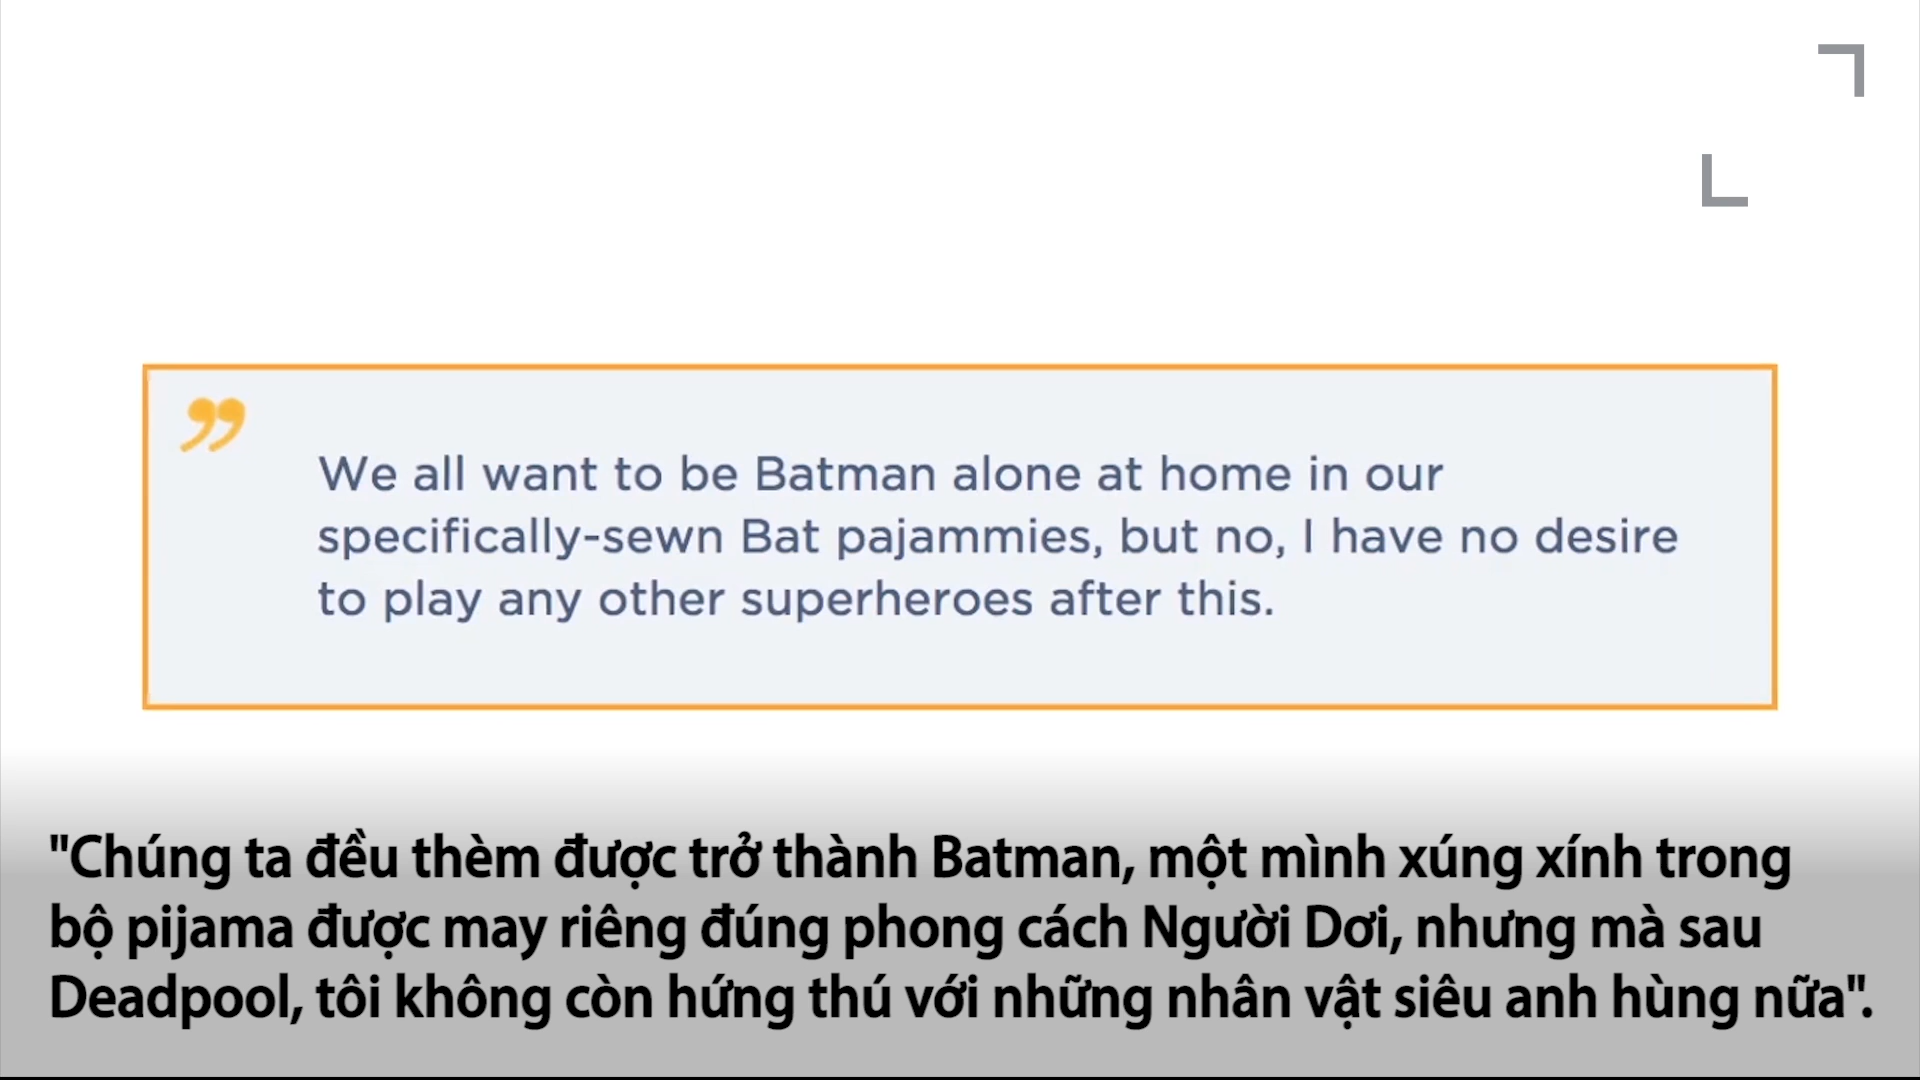 ”
We all want to be Batman alone at home in our
specifically-sewn Bat pajammies, but no, I have no desire
to play any other superheroes after this.
"Chúng ta đều thèm được trở thành Batman, một mình xúng xính trong
bộ pijama được may riêng đúng phong cách Người Dơi, nhưng mà sau
Deadpool, tôi không còn hứng thú với những nhân vật siêu anh hùng nữa".